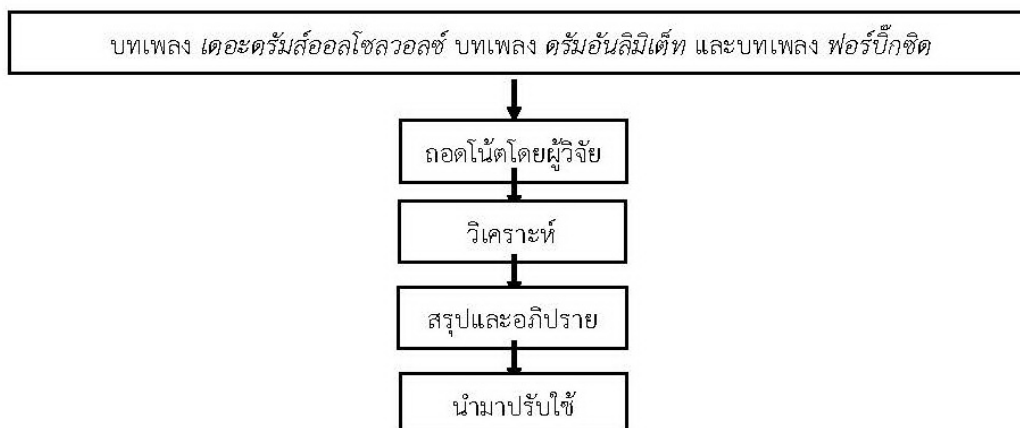 บทเพลง เดอะดรัมส์ออลโซลวอลซ์ บทเพลง ดรัมอันลิมิเต็ท และบทเพลง ฟอร์บิ๊กซิด
ถอดโน้ตโดยผู้วิจัย
วิเคราะห์
สรุปและอภิปราย
นำมาปรับใช้